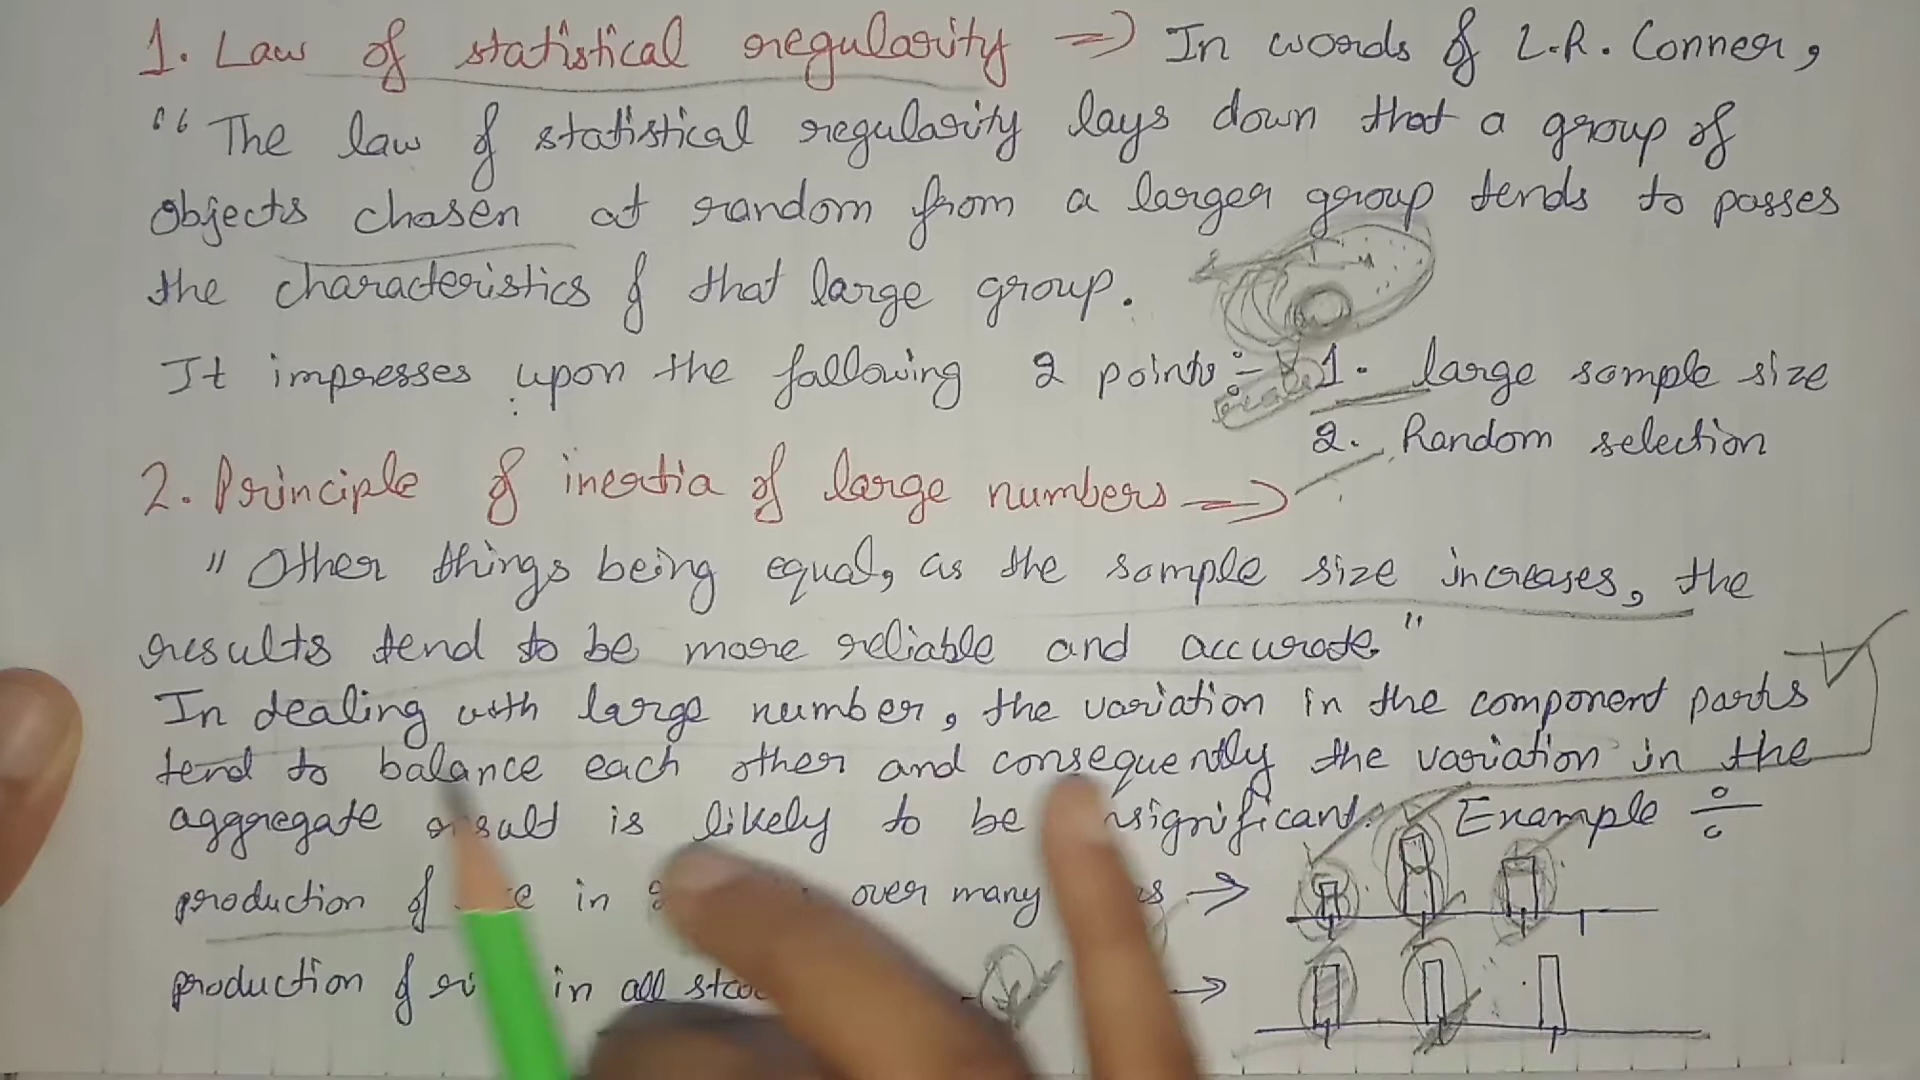 1. Law of statistical regularity => In words of L.R. Conner,
"The law of statistical regularity lays down that a group of
objects chosen at random from a larger group tends to passes
the characteristics of that large group.
It impresses upon the following 2 points :- 1. large sample size
2. Random selection
2. Principle of inertia of large numbers =>
"Other things being equal, as the sample size increases, the
results tend to be more reliable and accurate"
In dealing with large number, the variation in the component parts
tend to balance each other and consequently the variation in the
aggregate result is likely to be insignificant. Example ÷
production of in over many →
production of in all →